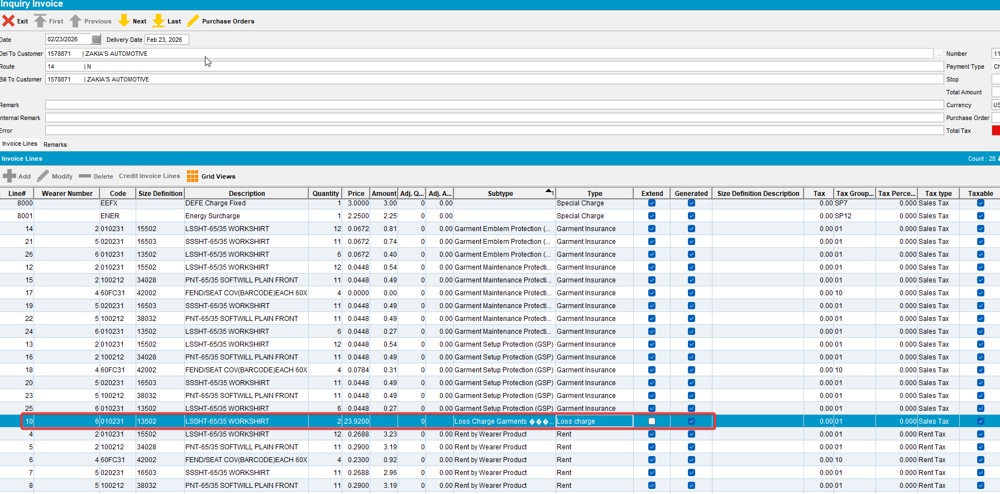 Inquiry Invoice
Exit First Previous Next Last Purchase Orders
Date 02/23/2026 16 Delivery Date Feb 23, 2026
Del To Customer 1578871 | ZAKIA'S AUTOMOTIVE ... Number 11
Route 14 | N Payment Type Ch
Bill To Customer 1578871 | ZAKIA'S AUTOMOTIVE Stop
Total Amount
Remark Currency US
Internal Remark Purchase Order
Error Total Tax
Invoice Lines Remarks
Invoice Lines Count : 28
Add Modify Delete Credit Invoice Lines Grid Views
Line# Wearer Number Code Size Definition Description Quantity Price Amount Adj. Q... Adj. A... Subtype 1 Type Extend Generated Size Definition Description Tax Tax Group... Tax Perce... Tax type Taxable
8000 EEFX DEFE Charge Fixed 1 3.0000 3.00 0 0.00 Special Charge 0.00 SP7 0.000 Sales Tax
8001 ENER Energy Surcharge 1 2.2500 2.25 0 0.00 Special Charge 0.00 SP12 0.000 Sales Tax
14 2 010231 15502 LSSHT-65/35 WORKSHIRT 12 0.0672 0.81 0 0.00 Garment Emblem Protection (... Garment Insurance 0.00 01 0.000 Sales Tax
21 5 020231 16503 SSSHT-65/35 WORKSHIRT 11 0.0672 0.74 0 0.00 Garment Emblem Protection (... Garment Insurance 0.00 01 0.000 Sales Tax
26 6 010231 13502 LSSHT-65/35 WORKSHIRT 6 0.0672 0.40 0 0.00 Garment Emblem Protection (... Garment Insurance 0.00 01 0.000 Sales Tax
12 2 010231 15502 LSSHT-65/35 WORKSHIRT 12 0.0448 0.54 0 0.00 Garment Maintenance Protecti... Garment Insurance 0.00 01 0.000 Sales Tax
15 2 100212 34028 PNT-65/35 SOFTWILL PLAIN FRONT 11 0.0448 0.49 0 0.00 Garment Maintenance Protecti... Garment Insurance 0.00 01 0.000 Sales Tax
17 4 60FC31 42002 FEND/SEAT COV(BARCODE)EACH 60X 4 0.0000 0.00 0 0.00 Garment Maintenance Protecti... Garment Insurance 0.00 10 0.000 Sales Tax
19 5 020231 16503 SSSHT-65/35 WORKSHIRT 11 0.0448 0.49 0 0.00 Garment Maintenance Protecti... Garment Insurance 0.00 01 0.000 Sales Tax
22 5 100212 38032 PNT-65/35 SOFTWILL PLAIN FRONT 11 0.0448 0.49 0 0.00 Garment Maintenance Protecti... Garment Insurance 0.00 01 0.000 Sales Tax
24 6 010231 13502 LSSHT-65/35 WORKSHIRT 6 0.0448 0.27 0 0.00 Garment Maintenance Protecti... Garment Insurance 0.00 01 0.000 Sales Tax
13 2 010231 15502 LSSHT-65/35 WORKSHIRT 12 0.0448 0.54 0 0.00 Garment Setup Protection (GSP) Garment Insurance 0.00 01 0.000 Sales Tax
16 2 100212 34028 PNT-65/35 SOFTWILL PLAIN FRONT 11 0.0448 0.49 0 0.00 Garment Setup Protection (GSP) Garment Insurance 0.00 01 0.000 Sales Tax
18 4 60FC31 42002 FEND/SEAT COV(BARCODE)EACH 60X 4 0.0784 0.31 0 0.00 Garment Setup Protection (GSP) Garment Insurance 0.00 10 0.000 Sales Tax
20 5 020231 16503 SSSHT-65/35 WORKSHIRT 11 0.0448 0.49 0 0.00 Garment Setup Protection (GSP) Garment Insurance 0.00 01 0.000 Sales Tax
23 5 100212 38032 PNT-65/35 SOFTWILL PLAIN FRONT 11 0.0448 0.49 0 0.00 Garment Setup Protection (GSP) Garment Insurance 0.00 01 0.000 Sales Tax
25 6 010231 13502 LSSHT-65/35 WORKSHIRT 6 0.0448 0.27 0 0.00 Garment Setup Protection (GSP) Garment Insurance 0.00 01 0.000 Sales Tax
10 6 010231 13502 LSSHT-65/35 WORKSHIRT 2 23.9200 0 Loss Charge Garments ���... Loss charge 0.00 01 0.000 Sales Tax
4 2 010231 15502 LSSHT-65/35 WORKSHIRT 12 0.2688 3.23 0 0.00 Rent by Wearer Product Rent 0.00 01 0.000 Rent Tax
5 2 100212 34028 PNT-65/35 SOFTWILL PLAIN FRONT 11 0.2900 3.19 0 0.00 Rent by Wearer Product Rent 0.00 01 0.000 Rent Tax
6 4 60FC31 42002 FEND/SEAT COV(BARCODE)EACH 60X 4 0.2300 0.92 0 0.00 Rent by Wearer Product Rent 0.00 10 0.000 Rent Tax
7 5 020231 16503 SSSHT-65/35 WORKSHIRT 11 0.2688 2.96 0 0.00 Rent by Wearer Product Rent 0.00 01 0.000 Rent Tax
8 5 100212 38032 PNT-65/35 SOFTWILL PLAIN FRONT 11 0.2900 3.19 0 0.00 Rent by Wearer Product Rent 0.00 01 0.000 Rent Tax